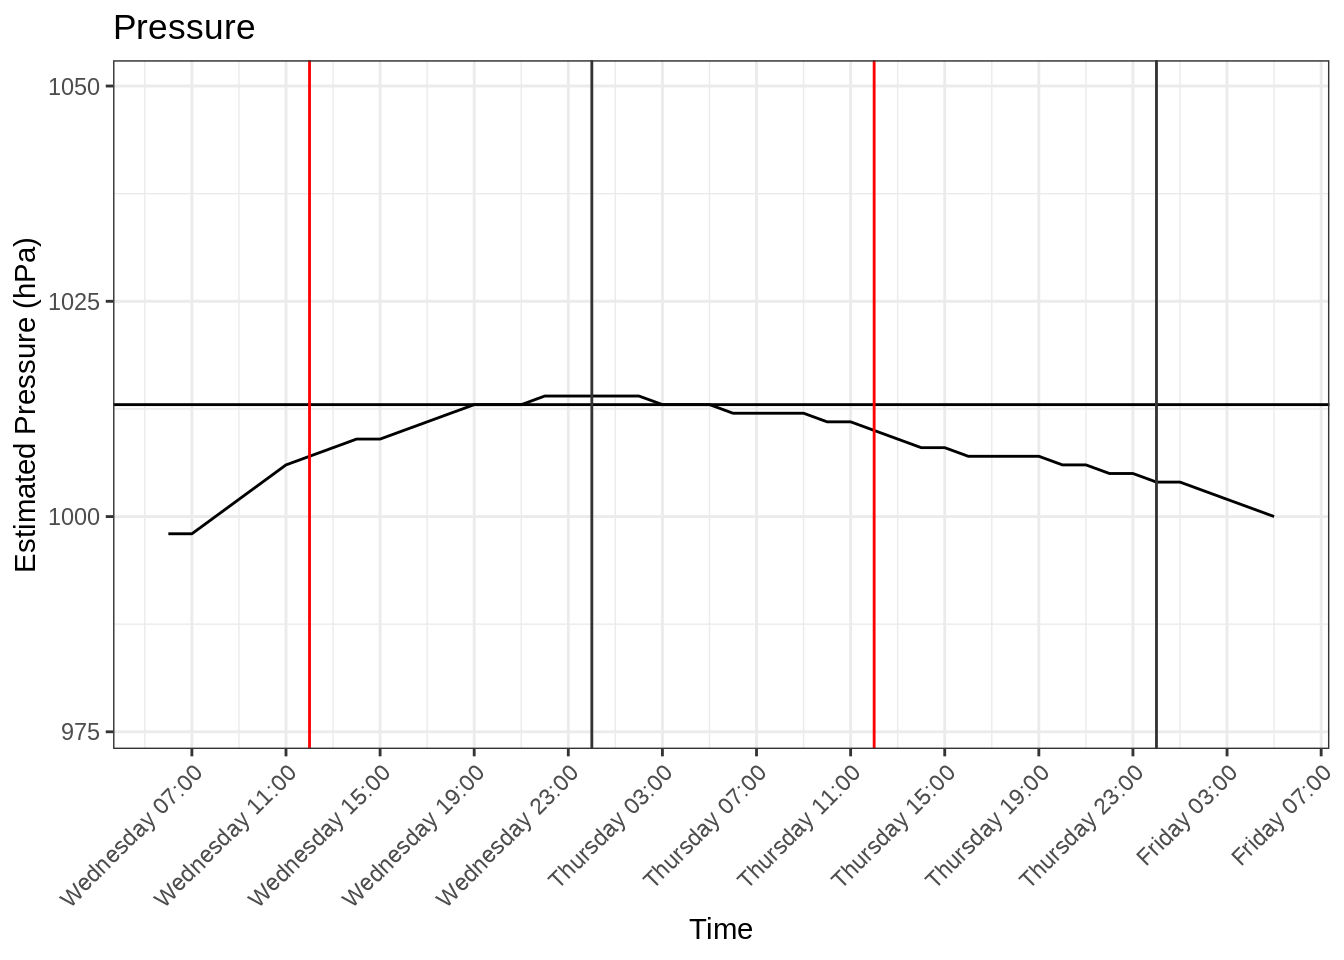 Pressure
Estimated Pressure (hPa)
1050
1025
1000
975
Wednesday 07:00
Wednesday 11:00
Wednesday 15:00
Wednesday 19:00
Wednesday 23:00
Thursday 03:00
Thursday 07:00
Thursday 11:00
Thursday 15:00
Thursday 19:00
Thursday 23:00
Friday 03:00
Friday 07:00
Time